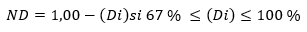 ND = 1,00 − (Di)si 67 % ≤ (Di) ≤ 100 %